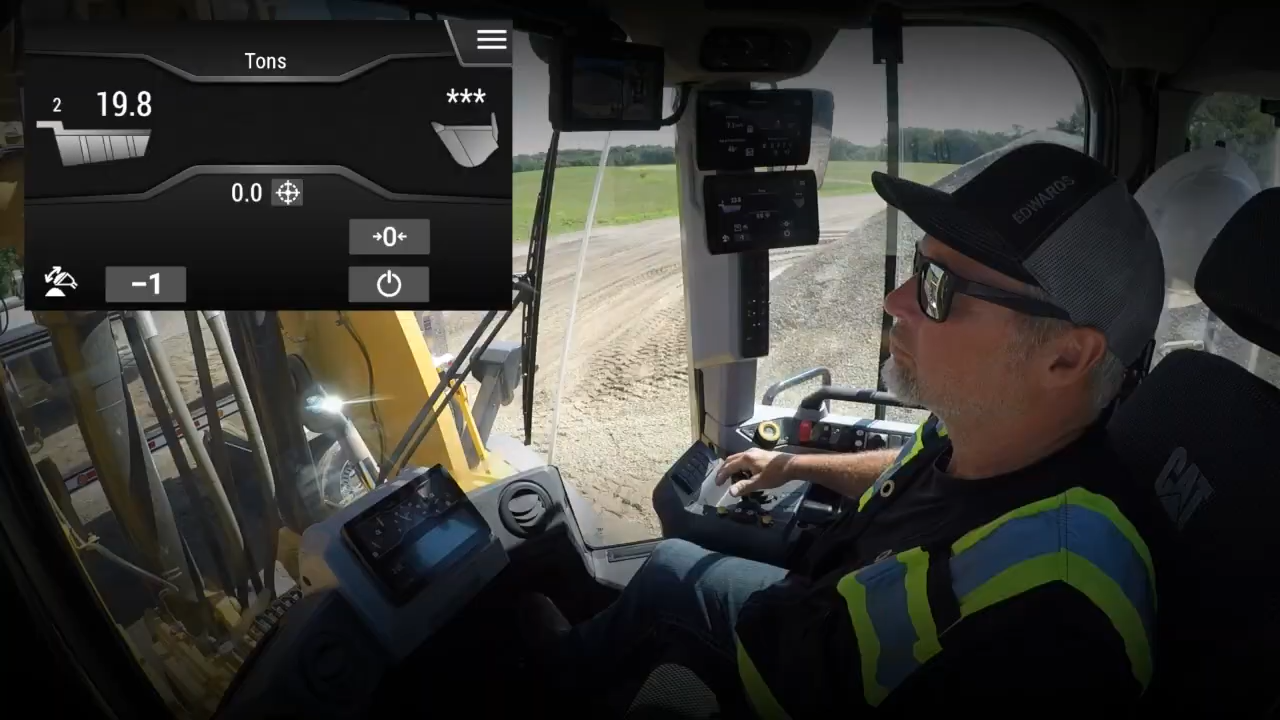 Tons
2 19.8
***
0.0
→0←
−1
EDWARDS
CAT